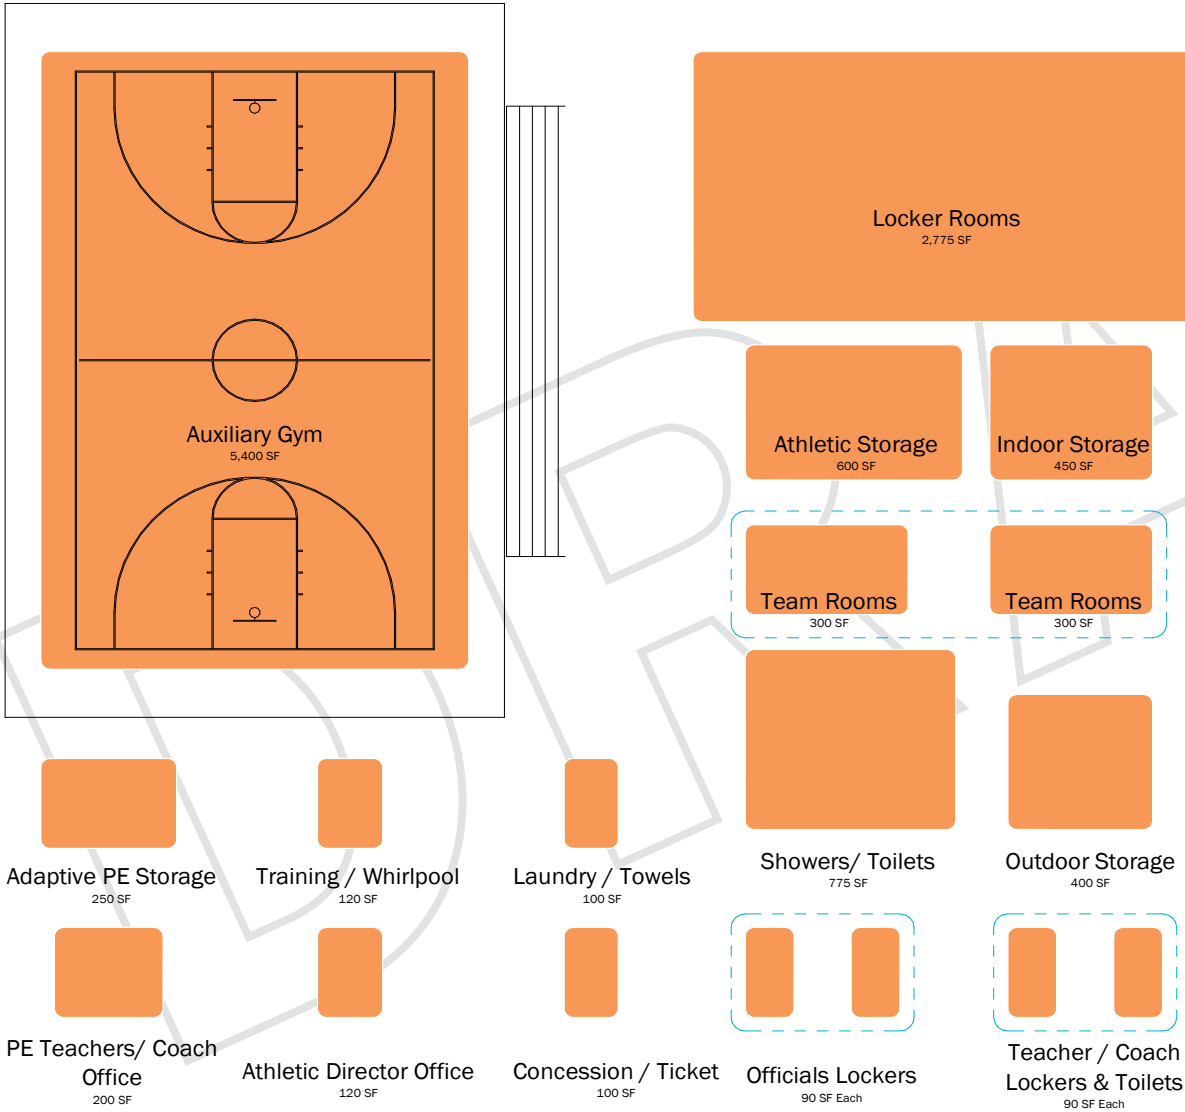 Locker Rooms
2,775 SF
Auxiliary Gym
5,400 SF
Athletic Storage
600 SF
Indoor Storage
450 SF
Team Rooms
300 SF
Team Rooms
300 SF
Adaptive PE Storage
250 SF
Training / Whirlpool
120 SF
Laundry / Towels
100 SF
Showers/ Toilets
775 SF
Outdoor Storage
400 SF
PE Teachers/ Coach
Office
200 SF
Athletic Director Office
120 SF
Concession / Ticket
100 SF
Officials Lockers
90 SF Each
Teacher / Coach
Lockers & Toilets
90 SF Each